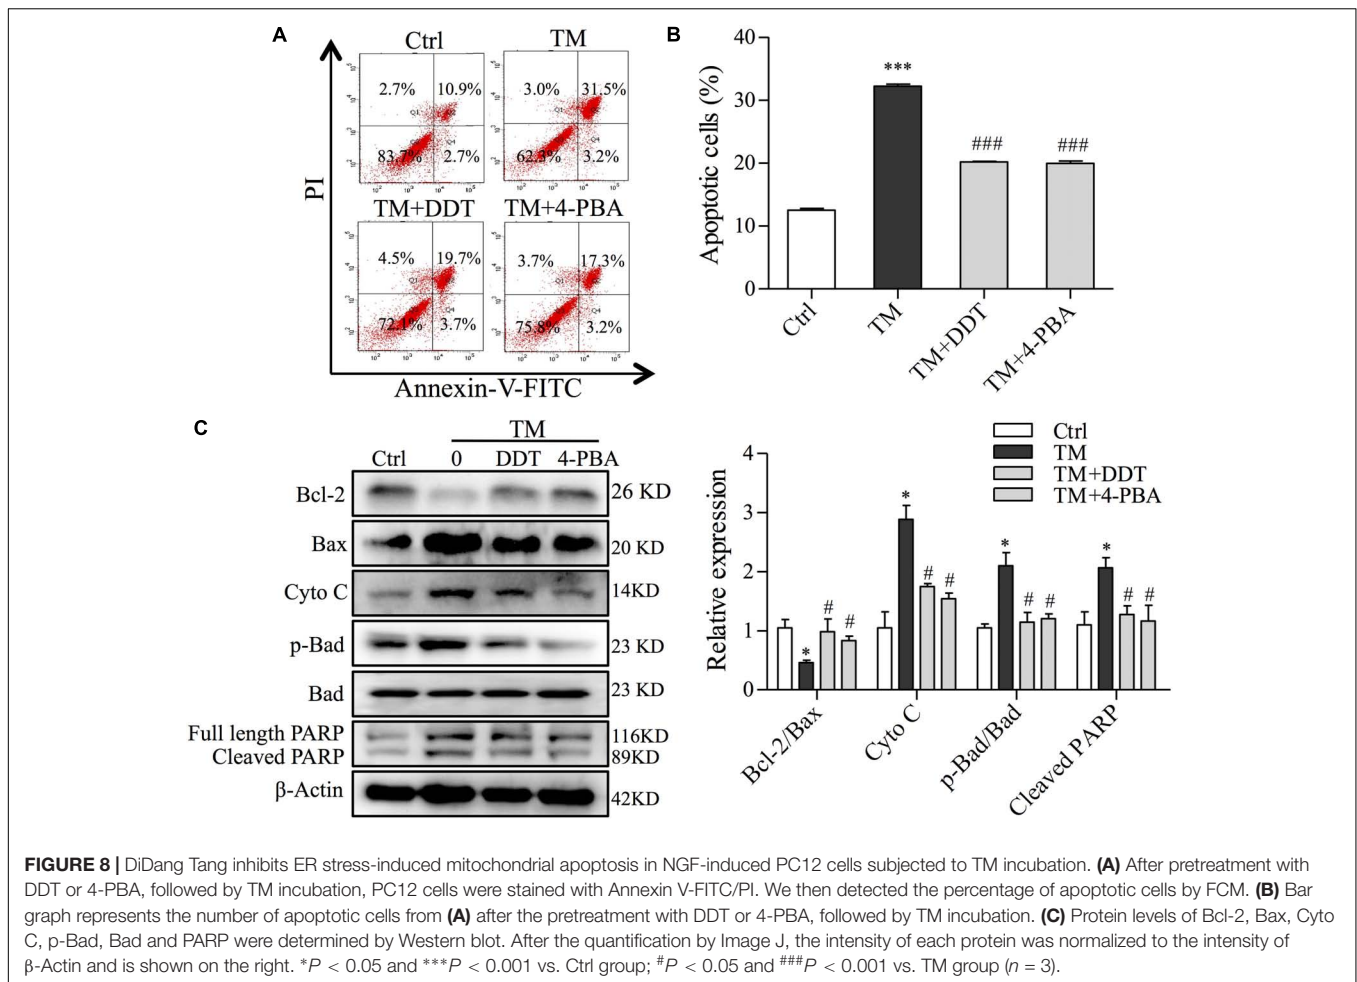 A
Ctrl
TM
2.7%
10.9%
83.7%
2.7%
3.0%
31.5%
62.3%
3.2%
TM+DDT
TM+4-PBA
4.5%
19.7%
72.1%
3.7%
3.7%
17.3%
75.8%
3.2%
PI
Annexin-V-FITC
B
Apoptotic cells (%)
40
30
20
10
0
***
###
###
Ctrl
TM
TM+DDT
TM+4-PBA
C
TM
Ctrl 0 DDT 4-PBA
Bcl-2 26 KD
Bax 20 KD
Cyto C 14KD
p-Bad 23 KD
Bad 23 KD
Full length PARP 116KD
Cleaved PARP 89KD
β-Actin 42KD
Ctrl
TM
TM+DDT
TM+4-PBA
Relative expression
4
3
2
1
0
*
#
#
*
#
#
*
#
#
*
#
#
Bcl-2/Bax
Cyto C
p-Bad/Bad
Cleaved PARP
FIGURE 8 | DiDang Tang inhibits ER stress-induced mitochondrial apoptosis in NGF-induced PC12 cells subjected to TM incubation. (A) After pretreatment with
DDT or 4-PBA, followed by TM incubation, PC12 cells were stained with Annexin V-FITC/PI. We then detected the percentage of apoptotic cells by FCM. (B) Bar
graph represents the number of apoptotic cells from (A) after the pretreatment with DDT or 4-PBA, followed by TM incubation. (C) Protein levels of Bcl-2, Bax, Cyto
C, p-Bad, Bad and PARP were determined by Western blot. After the quantification by Image J, the intensity of each protein was normalized to the intensity of
β-Actin and is shown on the right. *P < 0.05 and ***P < 0.001 vs. Ctrl group; #P < 0.05 and ###P < 0.001 vs. TM group (n = 3).